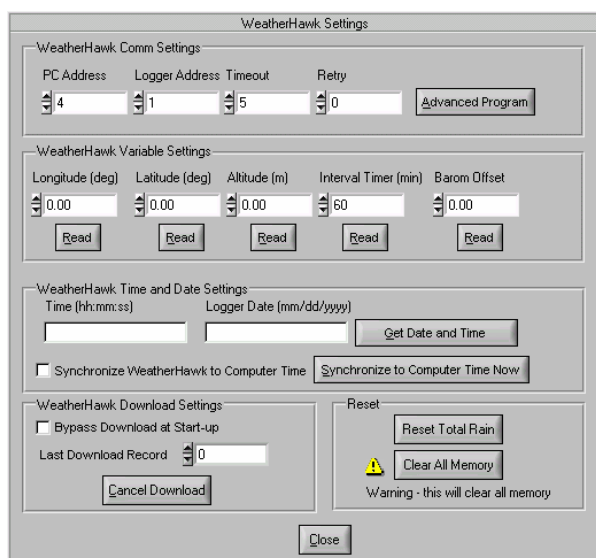 WeatherHawk Settings
WeatherHawk Comm Settings
PC Address Logger Address Timeout Retry
4 1 5 0 Advanced Program
WeatherHawk Variable Settings
Longitude (deg) Latitude (deg) Altitude (m) Interval Timer (min) Barom Offset
0.00 0.00 0.00 60 0.00
Read Read Read Read Read
WeatherHawk Time and Date Settings
Time (hh:mm:ss) Logger Date (mm/dd/yyyy)
Get Date and Time
Synchronize WeatherHawk to Computer Time Synchronize to Computer Time Now
WeatherHawk Download Settings
Bypass Download at Start-up
Last Download Record 0
Cancel Download
Reset
Reset Total Rain
Clear All Memory
Warning - this will clear all memory
Close